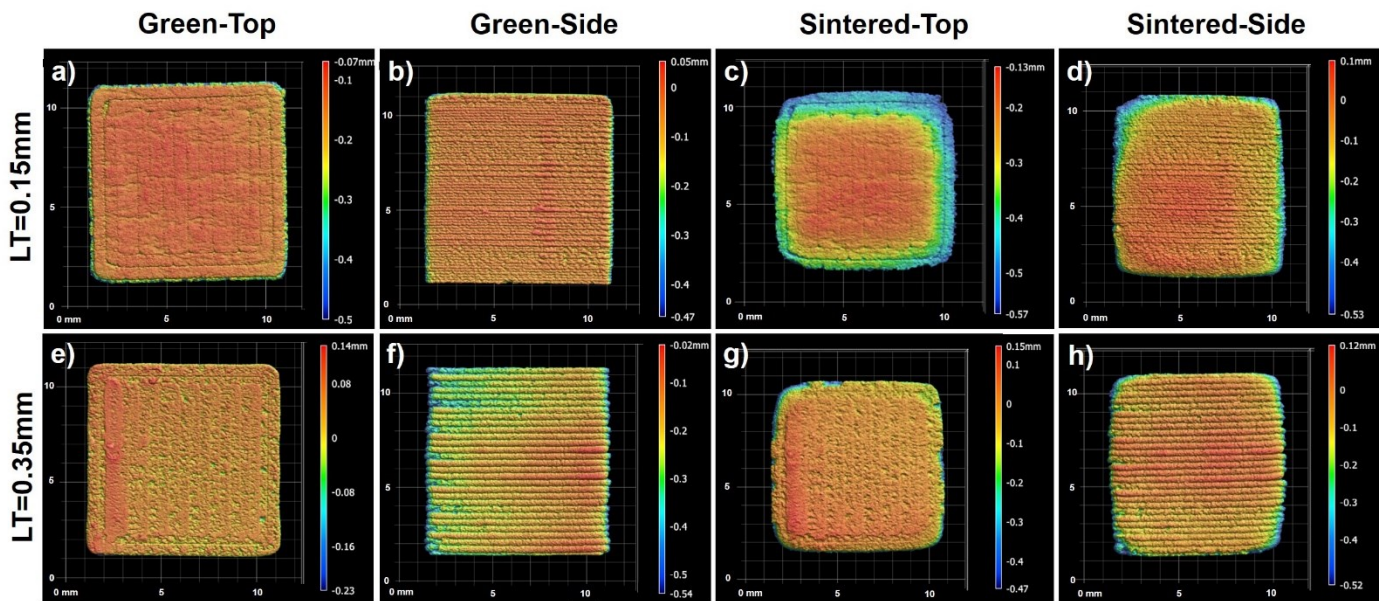 Green-Top Green-Side Sintered-Top Sintered-Side
LT=0.15mm
a)
-0.07mm
-0.1
-0.2
-0.3
-0.4
-0.5
10
5
0
0 mm 5 10
b)
0.05mm
0
-0.1
-0.2
-0.3
-0.4
-0.47
10
5
0
0 mm 5 10
c)
-0.13mm
-0.2
-0.3
-0.4
-0.5
-0.57
10
5
0
0 mm 5 10
d)
0.1mm
0
-0.1
-0.2
-0.3
-0.4
-0.53
10
5
0
0 mm 5 10
LT=0.35mm
e)
0.14mm
0.08
0
-0.08
-0.16
-0.23
10
5
0
0 mm 5 10
f)
-0.02mm
-0.1
-0.2
-0.3
-0.4
-0.5
-0.54
10
5
0
0 mm 5 10
g)
0.15mm
0.1
0
-0.1
-0.2
-0.3
-0.4
-0.47
10
5
0
0 mm 5 10
h)
0.12mm
0
-0.1
-0.2
-0.3
-0.4
-0.52
10
5
0
0 mm 5 10